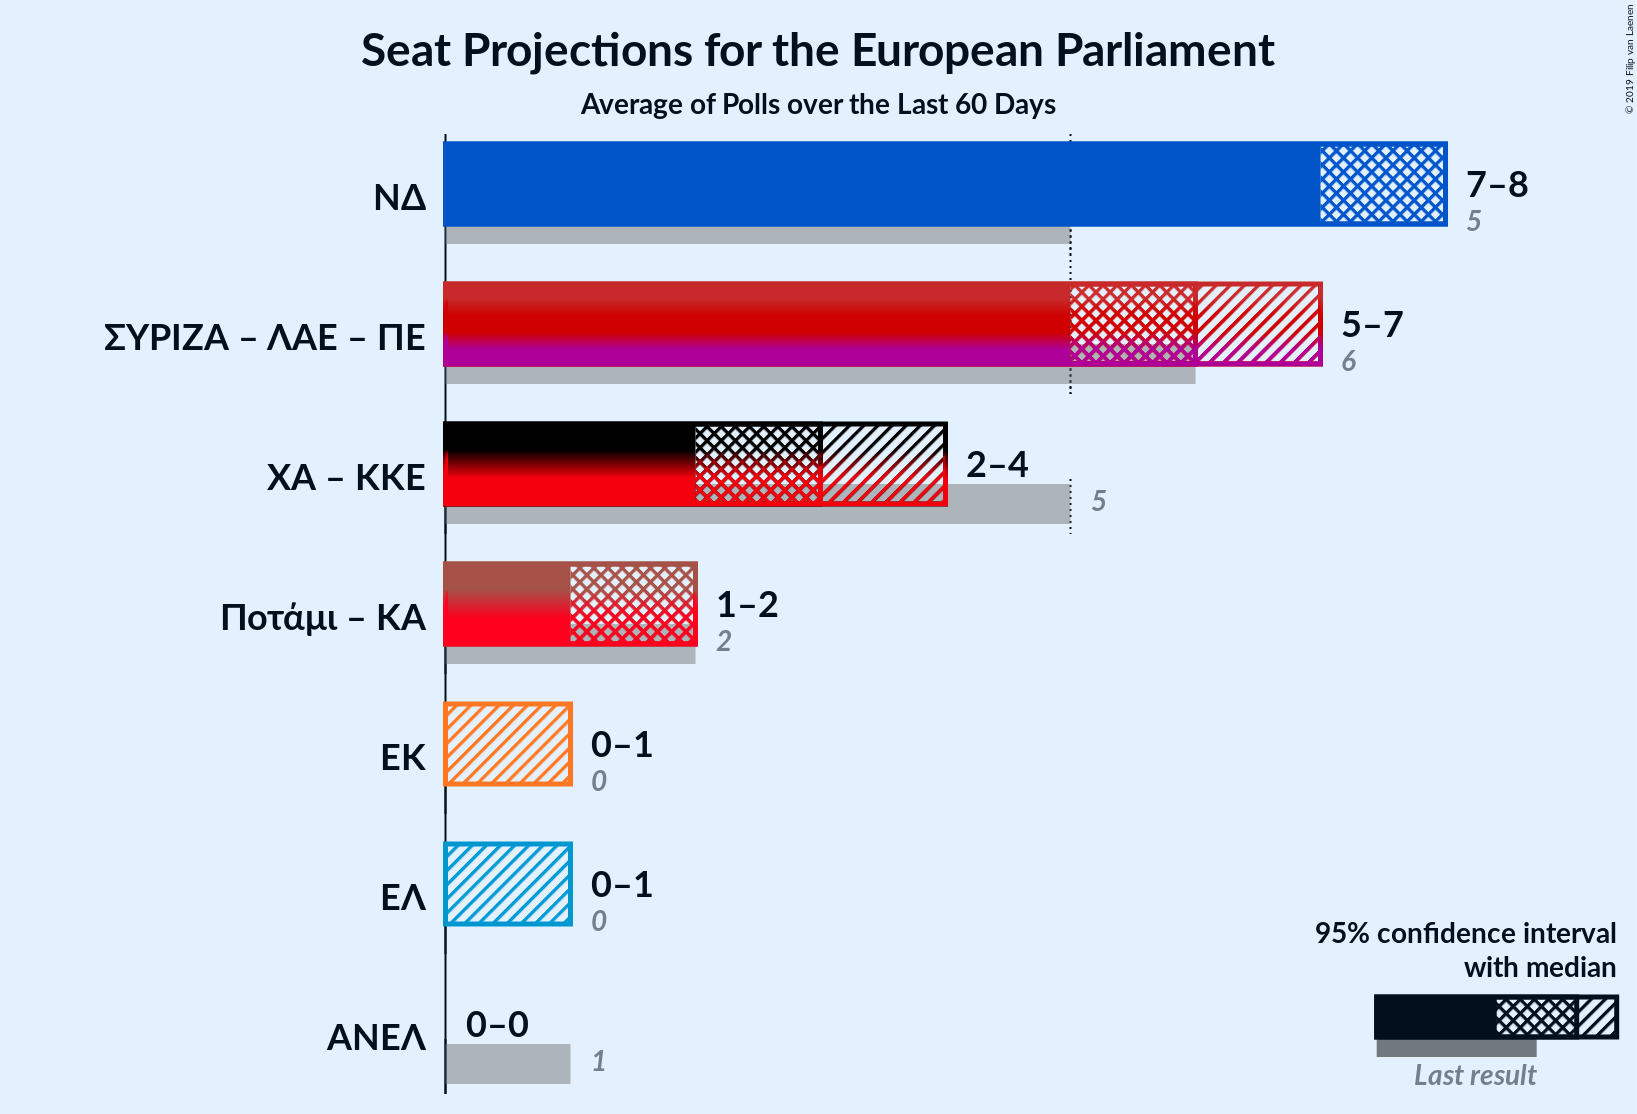 Seat Projections for the European Parliament
Average of Polls over the Last 60 Days
© 2019 Filip van Laenen
ΝΔ
7–8
5
ΣΥΡΙΖΑ – ΛΑΕ – ΠΕ
5–7
6
ΧΑ – ΚΚΕ
2–4
5
Ποτάμι – ΚΑ
1–2
2
ΕΚ
0–1
0
ΕΛ
0–1
0
ΑΝΕΛ
0–0
1
95% confidence interval
with median
Last result